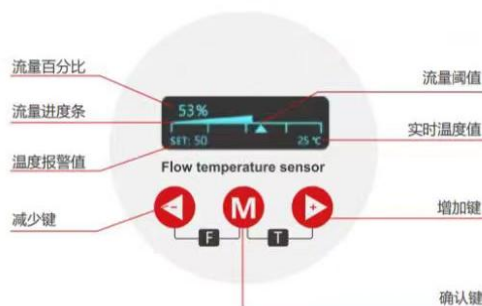 流量百分比
流量阈值
53%
流量进度条
实时温度值
SET: 50
25 ℃
温度报警值
Flow temperature sensor
减少键
-
M
+
增加键
F
T
确认键